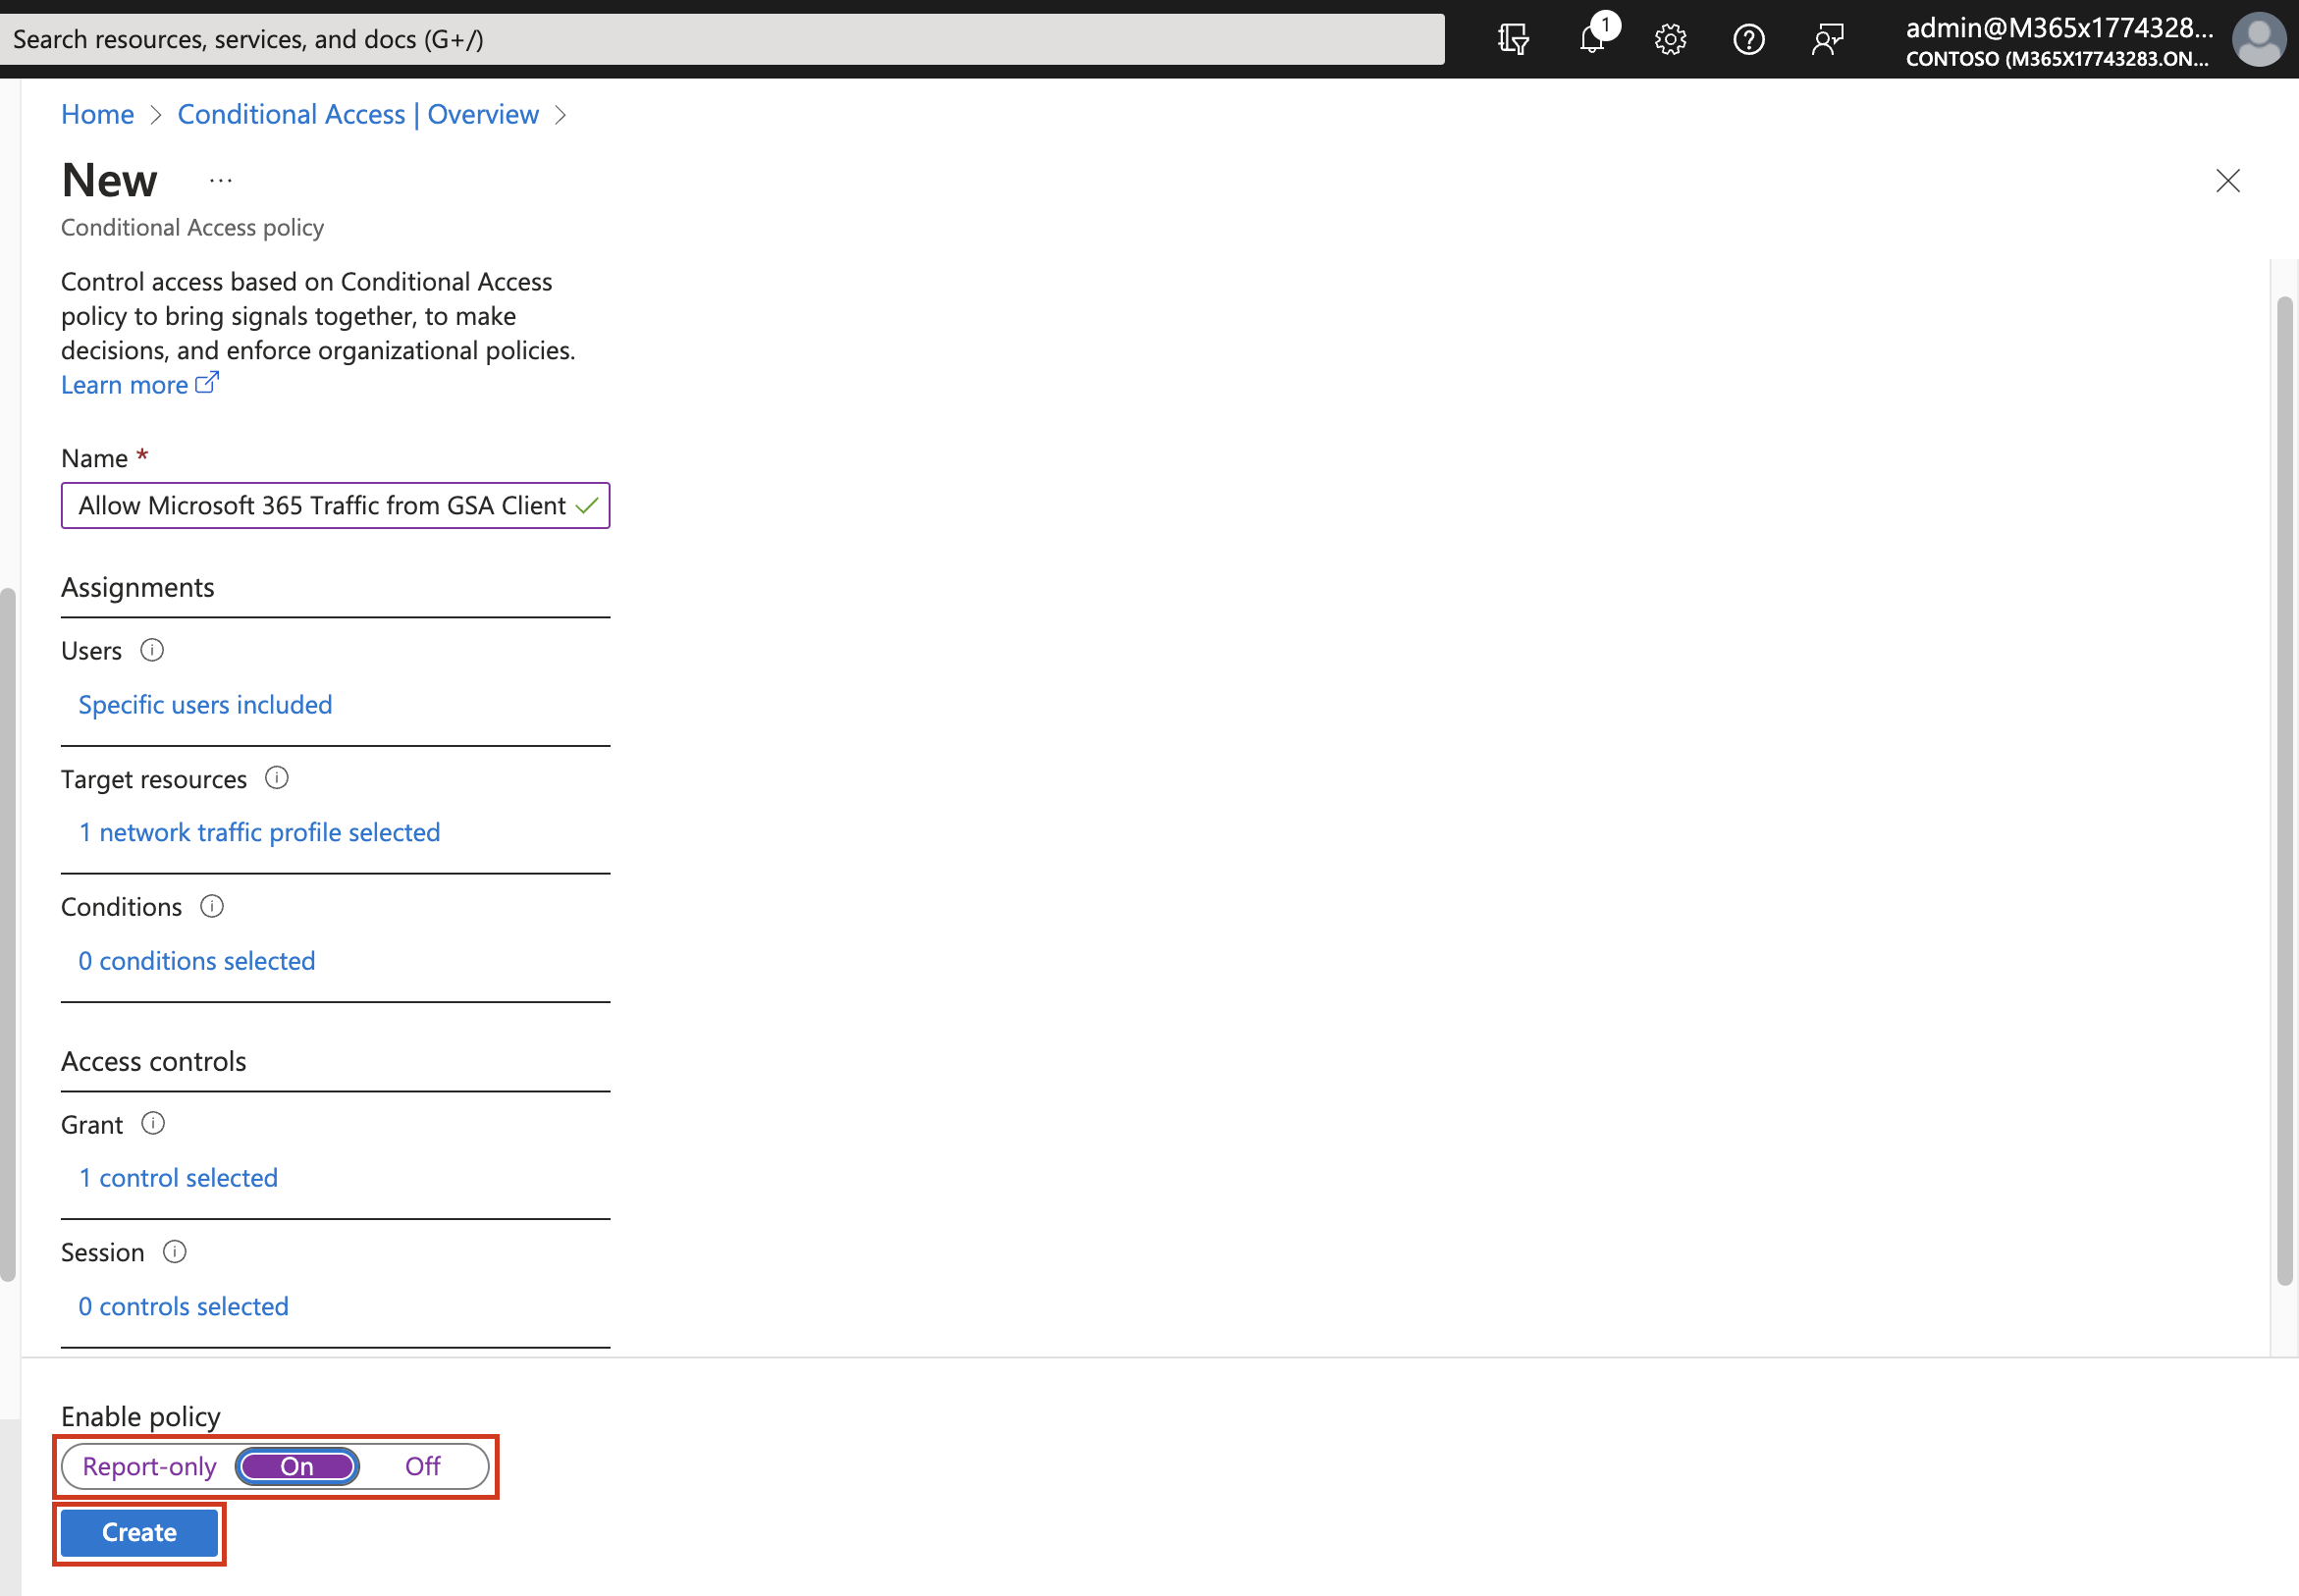 Search resources, services, and docs (G+/)
1
admin@M365x1774328...
CONTOSO (M365X17743283.ON...
Home > Conditional Access | Overview >
New ...
Conditional Access policy
Control access based on Conditional Access
policy to bring signals together, to make
decisions, and enforce organizational policies.
Learn more
Name *
Allow Microsoft 365 Traffic from GSA Client
Assignments
Users
Specific users included
Target resources
1 network traffic profile selected
Conditions
0 conditions selected
Access controls
Grant
1 control selected
Session
0 controls selected
Enable policy
Report-only On Off
Create